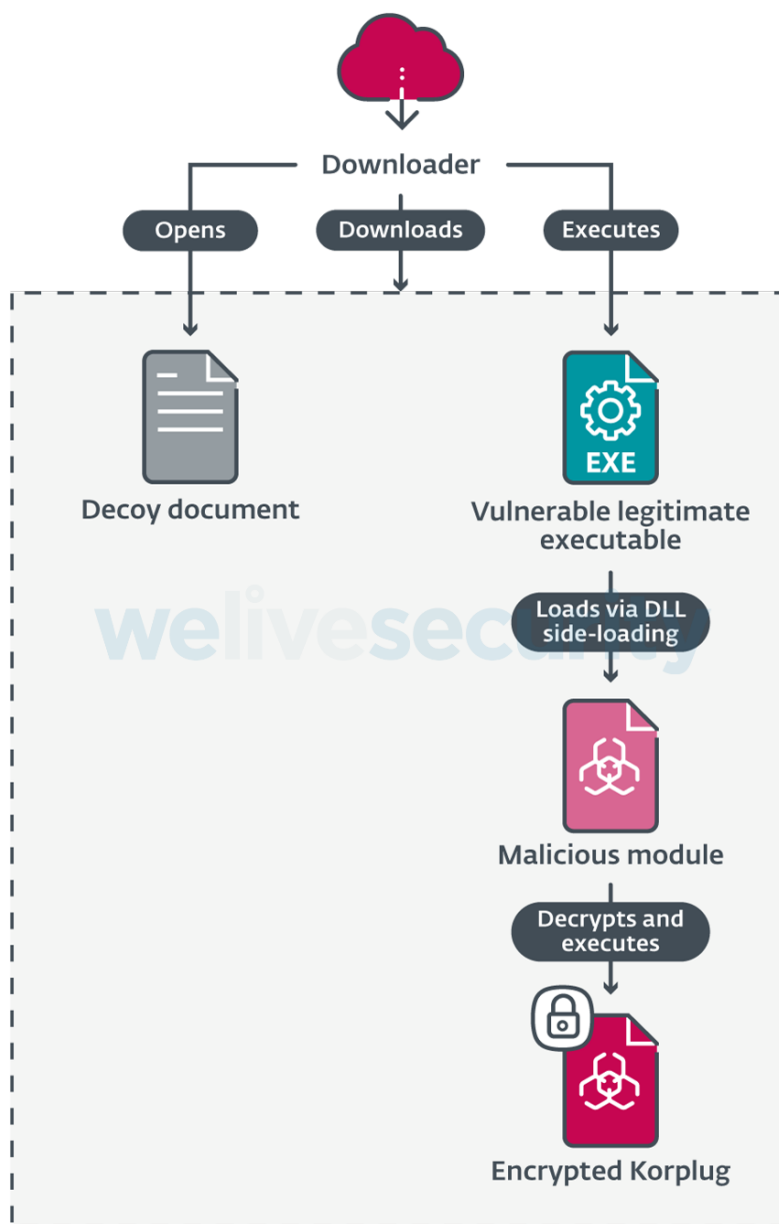 Downloader
Opens
Downloads
Executes
EXE
Decoy document
Vulnerable legitimate
executable
welivesecurity
Loads via DLL
side-loading
Malicious module
Decrypts and
executes
Encrypted Korplug